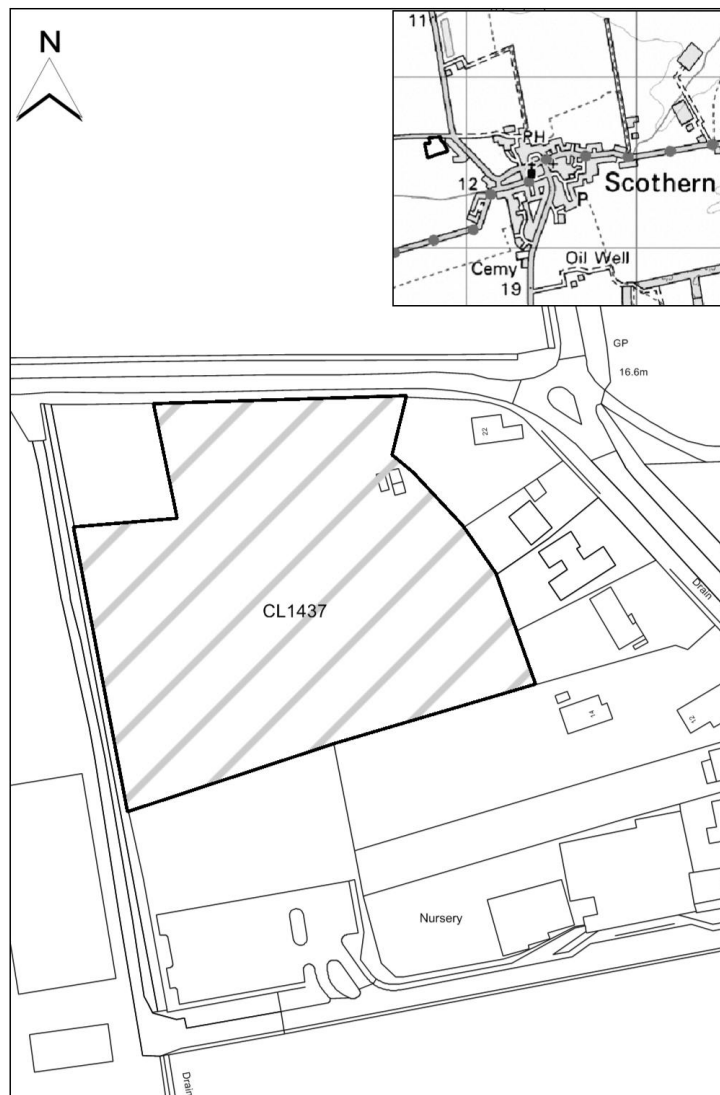 N
11
PH
12
Scothern
P
Cemy
Oil Well
19
GP
16.6m
22
CL1437
Drain
14
12
Nursery
Drain